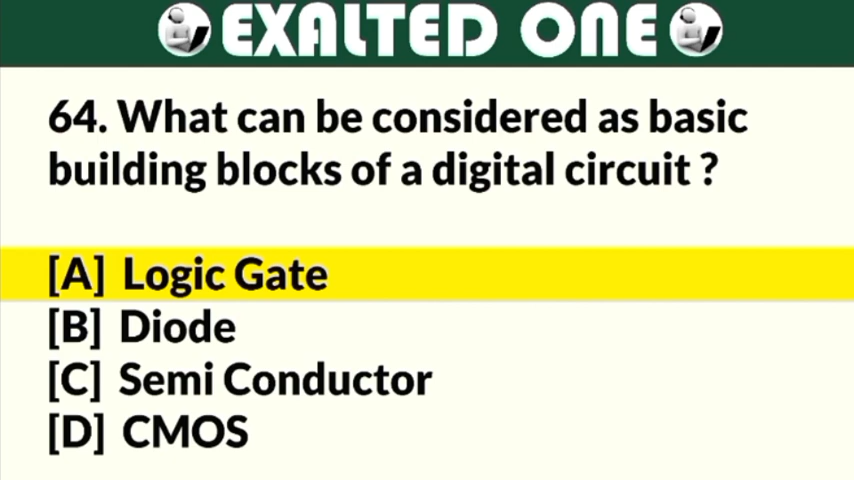 EXALTED ONE
64. What can be considered as basic
building blocks of a digital circuit ?
[A] Logic Gate
[B] Diode
[C] Semi Conductor
[D] CMOS